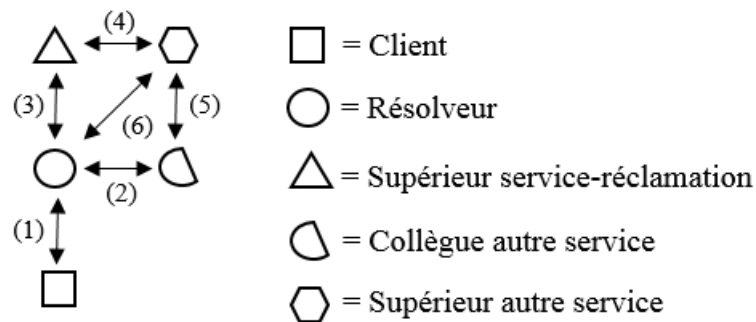 (4)
(3)
(5)
(6)
(2)
(1)
= Client
= Résolveur
= Supérieur service-réclamation
= Collègue autre service
= Supérieur autre service